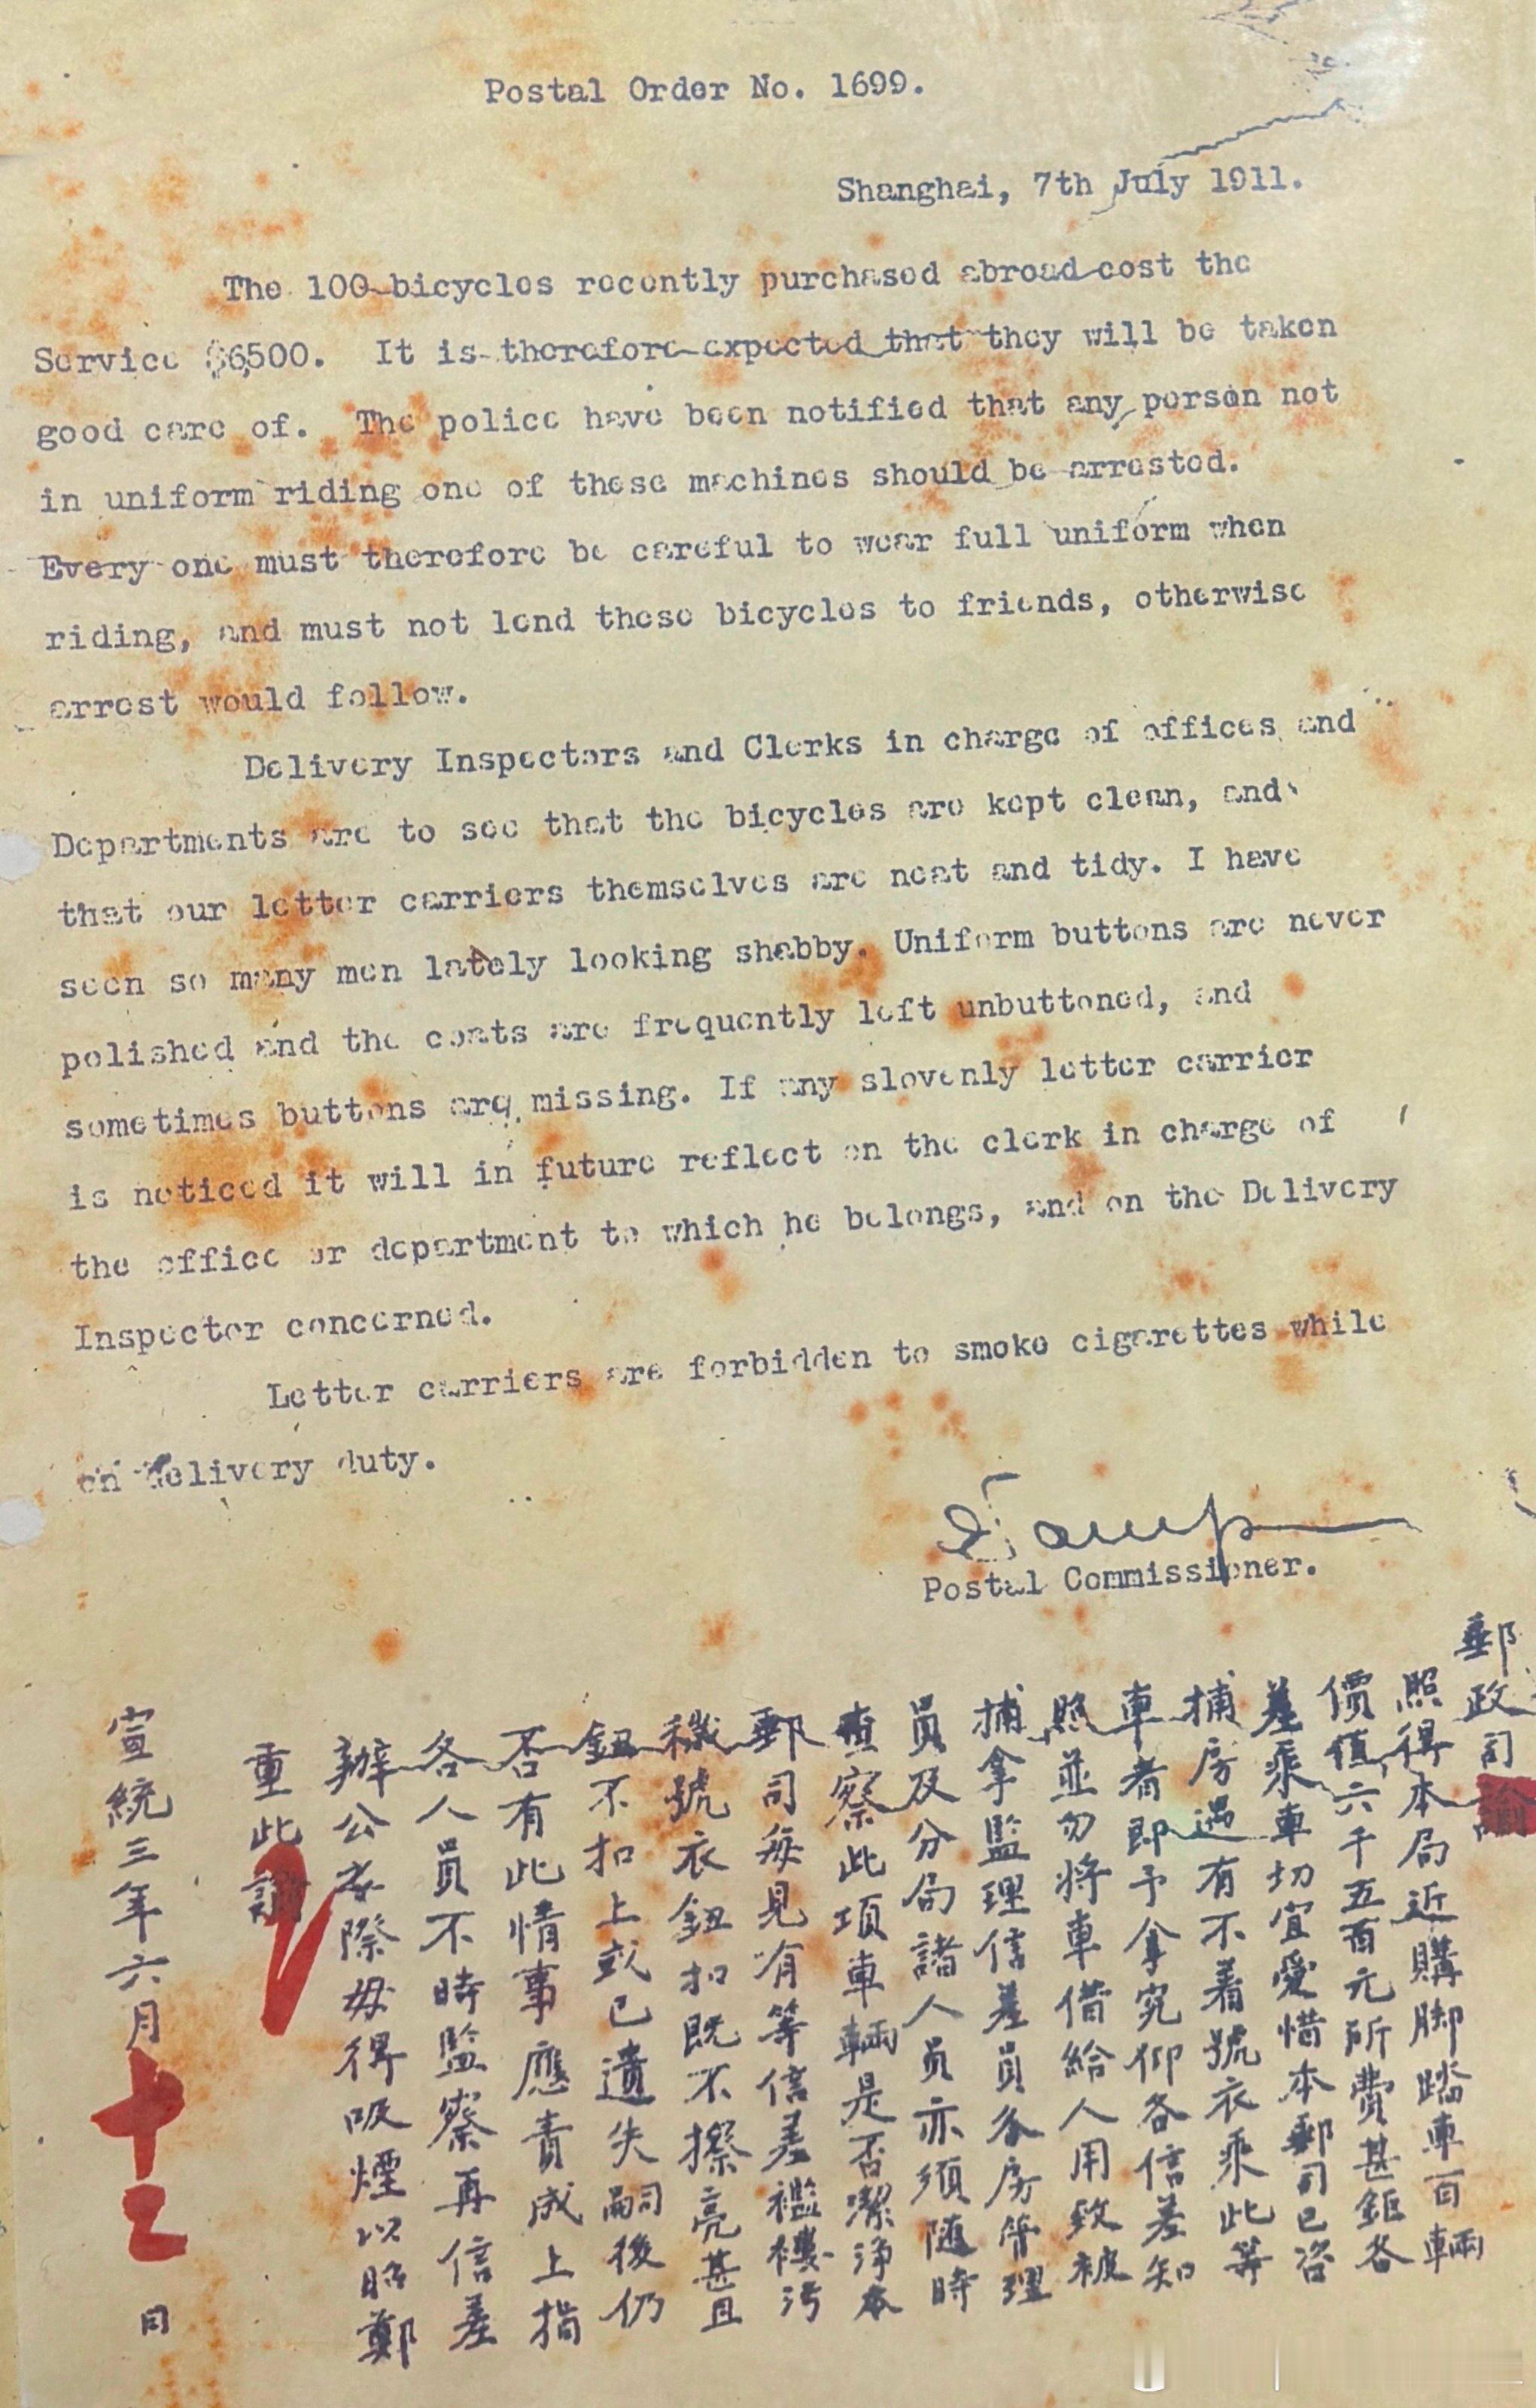 Postal Order No. 1699.
Shanghai, 7th July 1911.
The 100 bicycles recently purchased abroad cost the
Service $6500. It is therefore expected that they will be taken
good care of. The police have been notified that any person not
in uniform riding one of these machines should be arrested.
Every one must therefore be careful to wear full uniform when
riding, and must not lend these bicycles to friends, otherwise
arrest would follow.
Delivery Inspectors and Clerks in charge of offices and
Departments are to see that the bicycles are kept clean, and
that our letter carriers themselves are neat and tidy. I have
seen so many men lately looking shabby. Uniform buttons are never
polished and the coats are frequently left unbuttoned, and
sometimes buttons are missing. If any slovenly letter carrier
is noticed it will in future reflect on the clerk in charge of
the office or department to which he belongs, and on the Delivery
Inspector concerned.
Letter carriers are forbidden to smoke cigarettes while
on delivery duty.
Postal Commissioner.
郵政司諭
照得本局近購脚踏車百輛
價值六千五百元所費甚鉅各
差乘車切宜愛惜本郵司已咨
捕房遇有不着號衣乘此等
車者即予拿究仰各信差知
照並勿將車借給人用致被
捕拿監理信差員各房管理
員及分局諸人員亦須隨時
查察此項車輛是否潔淨本
郵司每見有等信差襤褸污
穢號衣鈕扣既不擦亮甚且
鈕不扣上或已遺失嗣後仍
否有此情事應責成上指
各人員不時監察再信差
辦公之際毋得吸煙以昭鄭
重此諭
宣統三年六月十二日